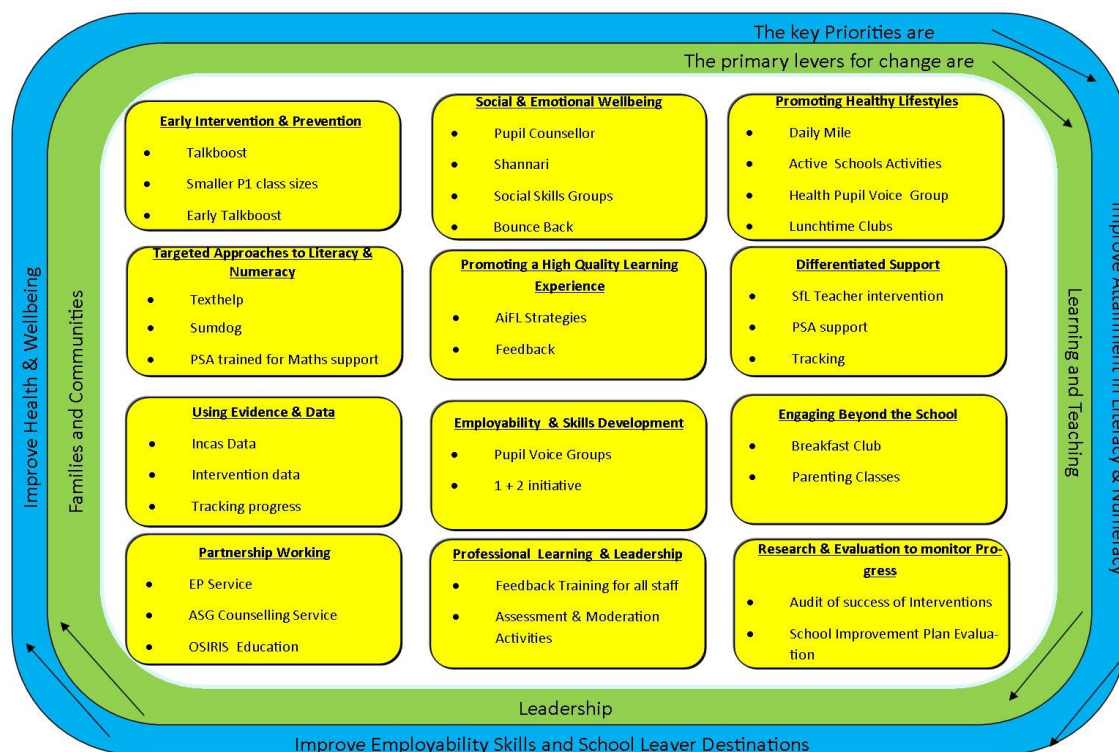 The key Priorities are
The primary levers for change are
Improve Health & Wellbeing
Families and Communities
Early Intervention & Prevention
• Talkboost
• Smaller P1 class sizes
• Early Talkboost
Social & Emotional Wellbeing
• Pupil Counsellor
• Shannari
• Social Skills Groups
• Bounce Back
Promoting Healthy Lifestyles
• Daily Mile
• Active Schools Activities
• Health Pupil Voice Group
• Lunchtime Clubs
Targeted Approaches to Literacy &
Numeracy
• Texthelp
• Sumdog
• PSA trained for Maths support
Promoting a High Quality Learning
Experience
• AiFL Strategies
• Feedback
Differentiated Support
• SfL Teacher intervention
• PSA support
• Tracking
Using Evidence & Data
• Incas Data
• Intervention data
• Tracking progress
Employability & Skills Development
• Pupil Voice Groups
• 1 + 2 initiative
Engaging Beyond the School
• Breakfast Club
• Parenting Classes
Partnership Working
• EP Service
• ASG Counselling Service
• OSIRIS Education
Professional Learning & Leadership
• Feedback Training for all staff
• Assessment & Moderation
Activities
Research & Evaluation to monitor Pro-
gress
• Audit of success of Interventions
• School Improvement Plan Evalua-
tion
Learning and Teaching
Improve Attainment in Literacy & Numeracy
Leadership
Improve Employability Skills and School Leaver Destinations